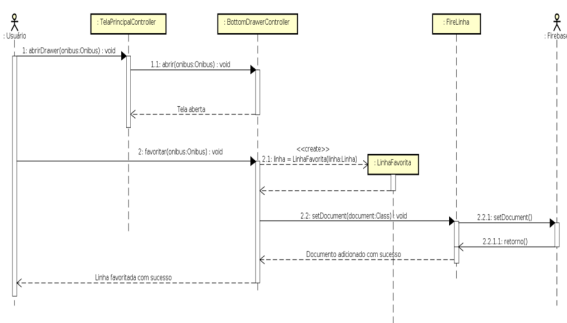 : Usuário
: TelaPrincipalController
: BottomDrawerController
: FireLinha
: Firebase
1: abrirDrawer(onibus:Onibus) : void
1.1: abrir(onibus:Onibus) : void
Tela aberta
2: favoritar(onibus:Onibus) : void
<<create>>
2.1: linha = LinhaFavorita(linha:Linha)
: LinhaFavorita
2.2: setDocument(document:Class) : void
2.2.1: setDocument()
2.2.1.1: retorno()
Documento adicionado com sucesso
Linha favoritada com sucesso